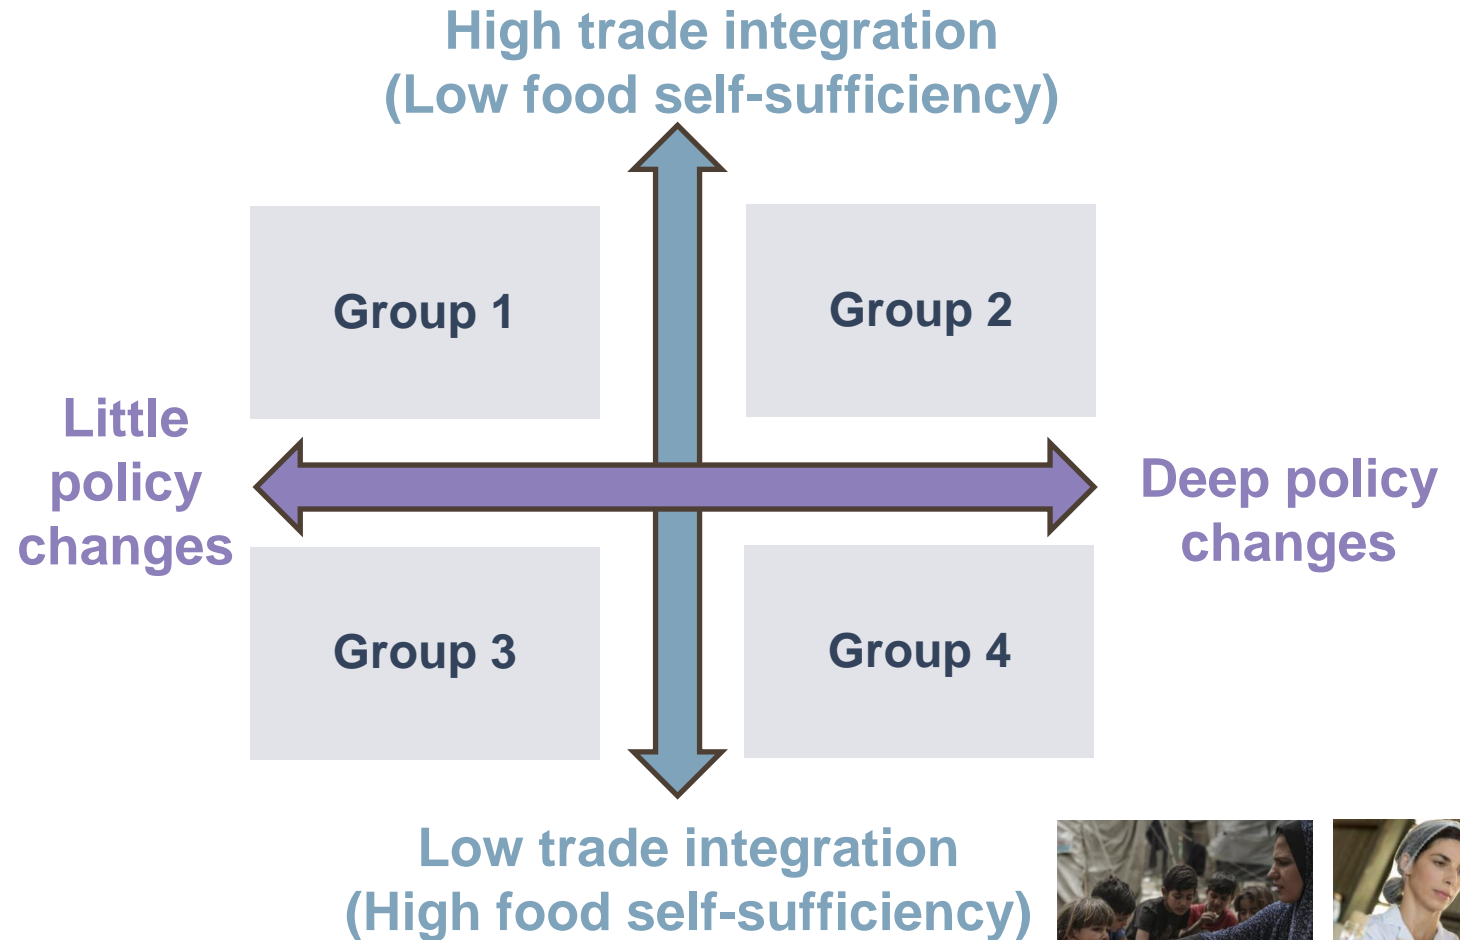 High trade integration
(Low food self-sufficiency)
Group 1
Group 2
Little
policy
changes
Deep policy
changes
Group 3
Group 4
Low trade integration
(High food self-sufficiency)